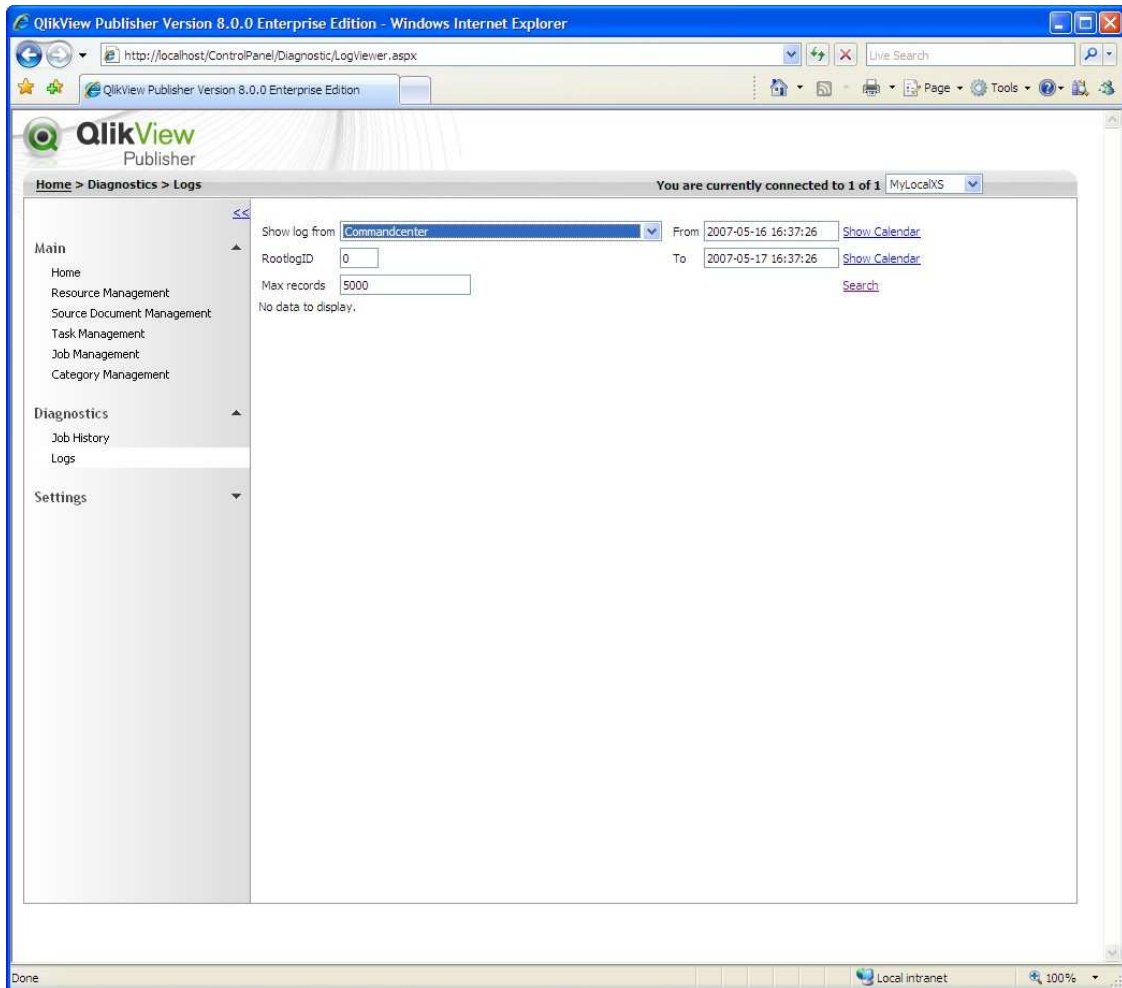 QlikView Publisher Version 8.0.0 Enterprise Edition - Windows Internet Explorer
http://localhost/ControlPanel/Diagnostic/LogViewer.aspx
Live Search
QlikView Publisher Version 8.0.0 Enterprise Edition
Page
Tools
QlikView
Publisher
Home > Diagnostics > Logs
You are currently connected to 1 of 1 MyLocalXS
<<
Main
Home
Resource Management
Source Document Management
Task Management
Job Management
Category Management
Diagnostics
Job History
Logs
Settings
Show log from Commandcenter From 2007-05-16 16:37:26 Show Calendar
RootlogID 0 To 2007-05-17 16:37:26 Show Calendar
Max records 5000 Search
No data to display.
Done
Local intranet
100%